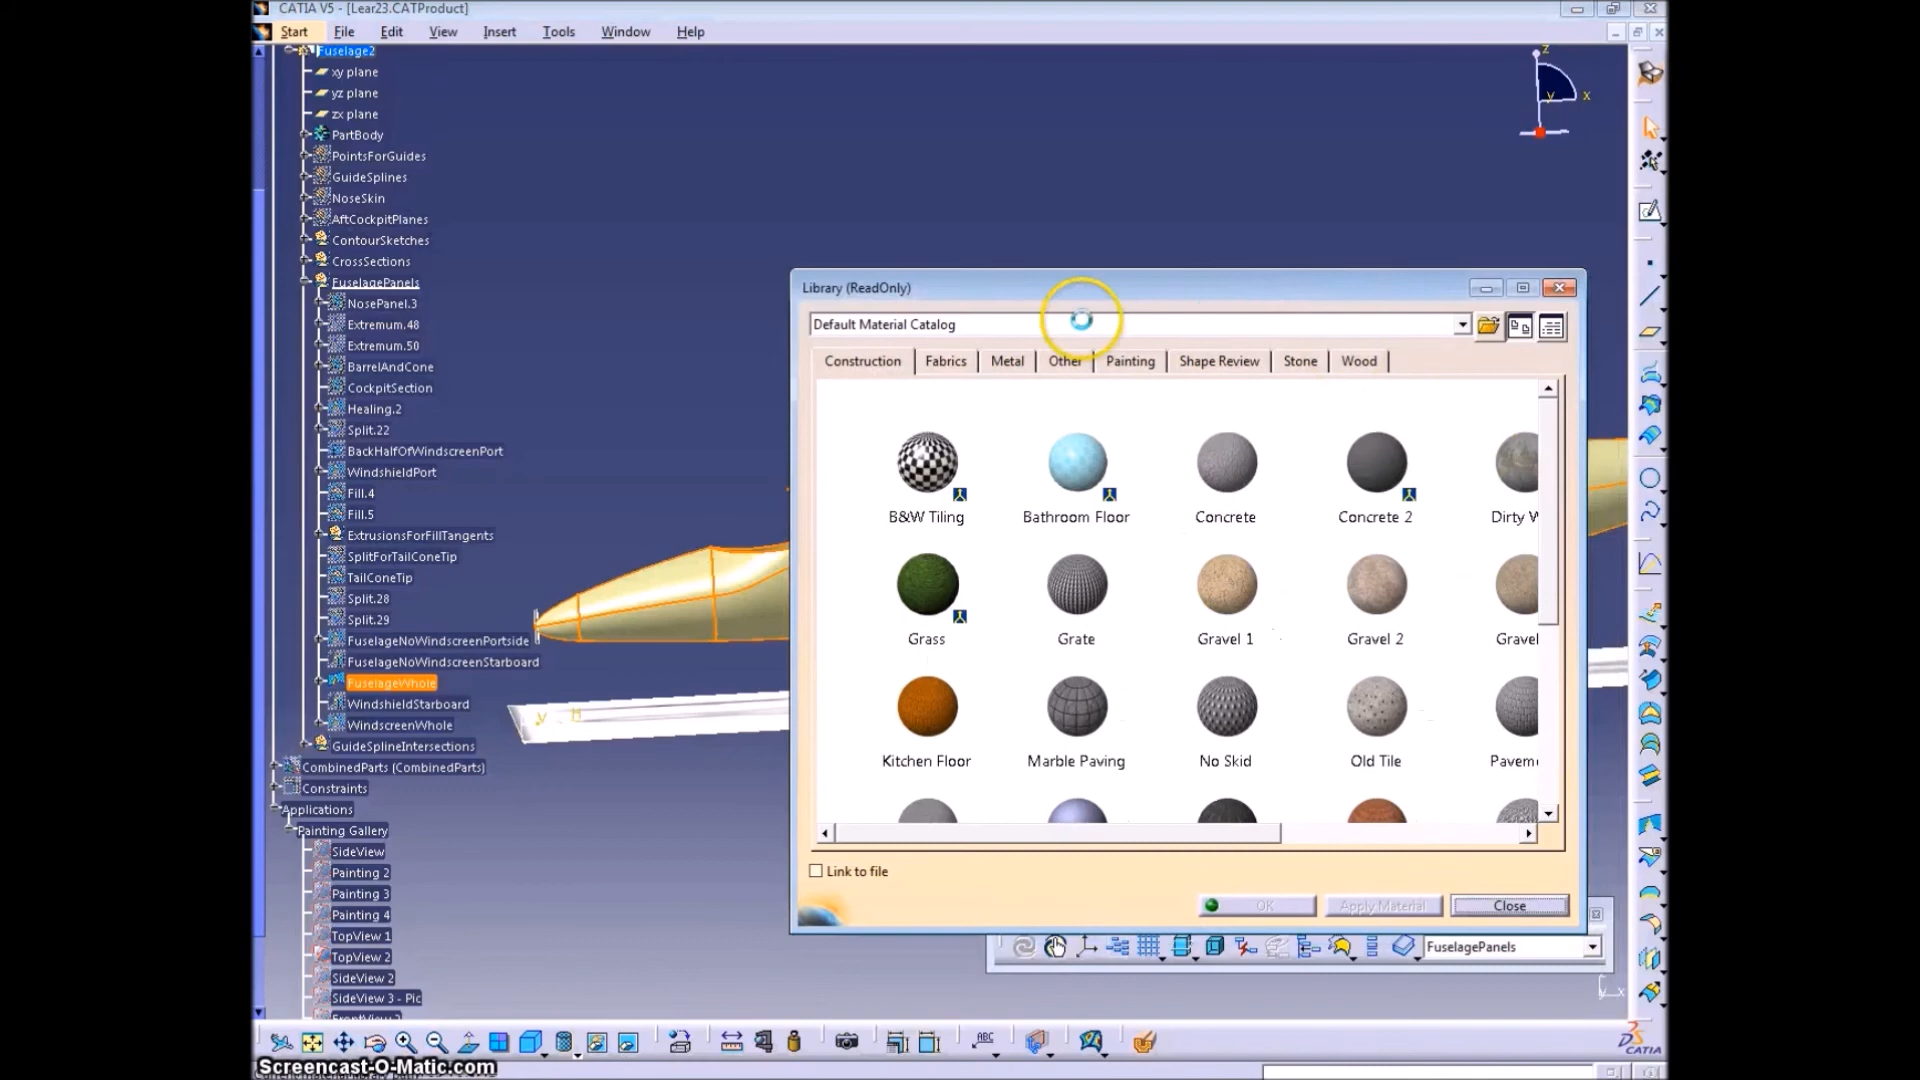 CATIA V5 - [Lear23.CATProduct]
Start File Edit View Insert Tools Window Help
Fuselage2
xy plane
yz plane
zx plane
PartBody
PointsForGuides
GuideSplines
NoseSkin
AftCockpitPlanes
ContourSketches
CrossSections
FuselagePanels
NosePanel.3
Extremum.48
Extremum.50
BarrelAndCone
CockpitSection
Healing.2
Split.22
BackHalfOfWindscreenPort
WindshieldPort
Fill.4
Fill.5
ExtrusionsForFillTangents
SplitForTailConeTip
TailConeTip
Split.28
Split.29
FuselageNoWindscreenPortside
FuselageNoWindscreenStarboard
FuselageWhole
WindshieldStarboard
WindscreenWhole
GuideSplineIntersections
CombinedParts (CombinedParts)
Constraints
Applications
Painting Gallery
SideView
Painting 2
Painting 3
Painting 4
TopView 1
TopView 2
SideView 2
SideView 3 - Pic
z
y x
Library (ReadOnly)
Default Material Catalog
Construction Fabrics Metal Other Painting Shape Review Stone Wood
B&W Tiling Bathroom Floor Concrete Concrete 2 Dirty W
Grass Grate Gravel 1 Gravel 2 Gravel
Kitchen Floor Marble Paving No Skid Old Tile Paveme
Link to file
OK Apply Material Close
FuselagePanels
y x
ABC
CATIA
Screencast-O-Matic.com